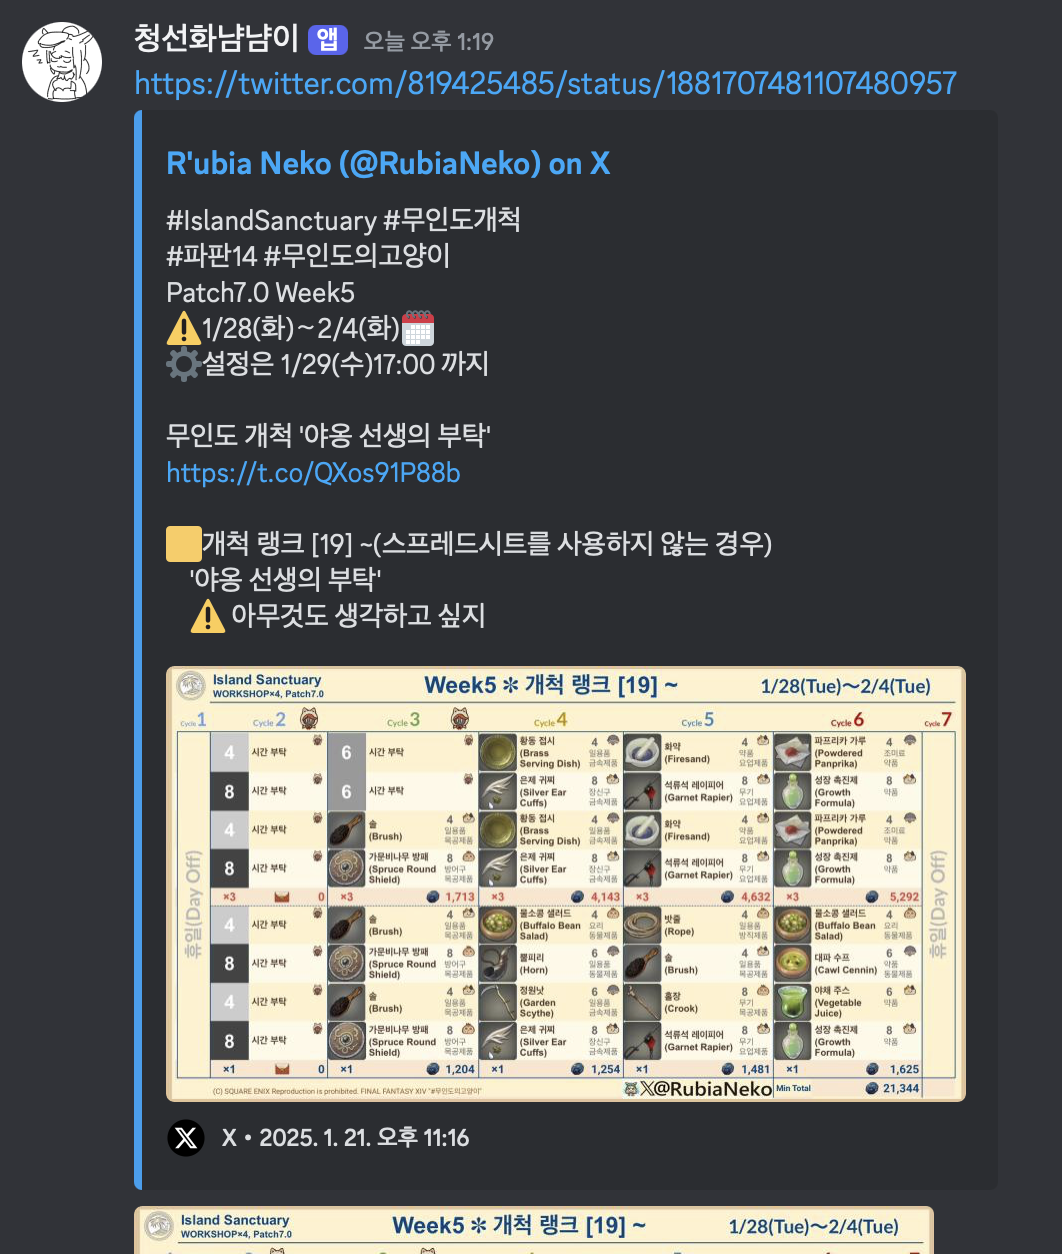 청선화냠냠이 앱 오늘 오후 1:19
https://twitter.com/819425485/status/1881707481107480957
R'ubia Neko (@RubiaNeko) on X
#IslandSanctuary #무인도개척
#파판14 #무인도의고양이
Patch7.0 Week5
⚠️1/28(화)~2/4(화)
⚙️설정은 1/29(수)17:00 까지
무인도 개척 '야옹 선생의 부탁'
https://t.co/QXos91P88b
🟨개척 랭크 [19] ~(스프레드시트를 사용하지 않는 경우)
'야옹 선생의 부탁'
⚠️ 아무것도 생각하고 싶지
Island Sanctuary
WORKSHOP×4, Patch7.0
Week5 ✻ 개척 랭크 [19] ~
1/28(Tue)~2/4(Tue)
Cycle 1 Cycle 2 Cycle 3 Cycle 4 Cycle 5 Cycle 6 Cycle 7
휴일(Day Off)
4 시간 부탁
8 시간 부탁
4 시간 부탁
8 시간 부탁
×3 0
4 시간 부탁
8 시간 부탁
4 시간 부탁
8 시간 부탁
×1 0
6 시간 부탁
6 시간 부탁
솔 (Brush) 4 일용품 목공제품
가문비나무 방패 (Spruce Round Shield) 8 방어구 목공제품
×3 1,713
솔 (Brush) 4 일용품 목공제품
가문비나무 방패 (Spruce Round Shield) 8 방어구 목공제품
솔 (Brush) 4 일용품 목공제품
가문비나무 방패 (Spruce Round Shield) 8 방어구 목공제품
×1 1,204
황동 접시 (Brass Serving Dish) 4 일용품 금속제품
은제 귀찌 (Silver Ear Cuffs) 8 장신구 금속제품
황동 접시 (Brass Serving Dish) 4 일용품 금속제품
은제 귀찌 (Silver Ear Cuffs) 8 장신구 금속제품
×3 4,143
물소콩 샐러드 (Buffalo Bean Salad) 4 요리 동물제품
뿔피리 (Horn) 6 일용품 동물제품
정원낫 (Garden Scythe) 6 일용품 금속제품
은제 귀찌 (Silver Ear Cuffs) 8 장신구 금속제품
×1 1,254
화약 (Firesand) 4 약품 요업제품
석류석 레이피어 (Garnet Rapier) 8 무기 요업제품
화약 (Firesand) 4 약품 요업제품
석류석 레이피어 (Garnet Rapier) 8 무기 요업제품
×3 4,632
밧줄 (Rope) 4 일용품 방직제품
솔 (Brush) 4 일용품 목공제품
홀장 (Crook) 8 무기 목공제품
석류석 레이피어 (Garnet Rapier) 8 무기 요업제품
×1 1,481
파프리카 가루 (Powdered Panprika) 4 조미료 약품
성장 촉진제 (Growth Formula) 8 약품
파프리카 가루 (Powdered Panprika) 4 조미료 약품
성장 촉진제 (Growth Formula) 8 약품
×3 5,292
물소콩 샐러드 (Buffalo Bean Salad) 4 요리 동물제품
대파 수프 (Cawl Cennin) 6 약품 동물제품
야채 주스 (Vegetable Juice) 6 약품
성장 촉진제 (Growth Formula) 8 약품
×1 1,625
휴일(Day Off)
(C) SQUARE ENIX Reproduction is prohibited. FINAL FANTASY XIV "#무인도의고양이"
X@RubiaNeko
Min Total 21,344
X • 2025. 1. 21. 오후 11:16
Island Sanctuary
WORKSHOP×4, Patch7.0
Week5 ✻ 개척 랭크 [19] ~
1/28(Tue)~2/4(Tue)